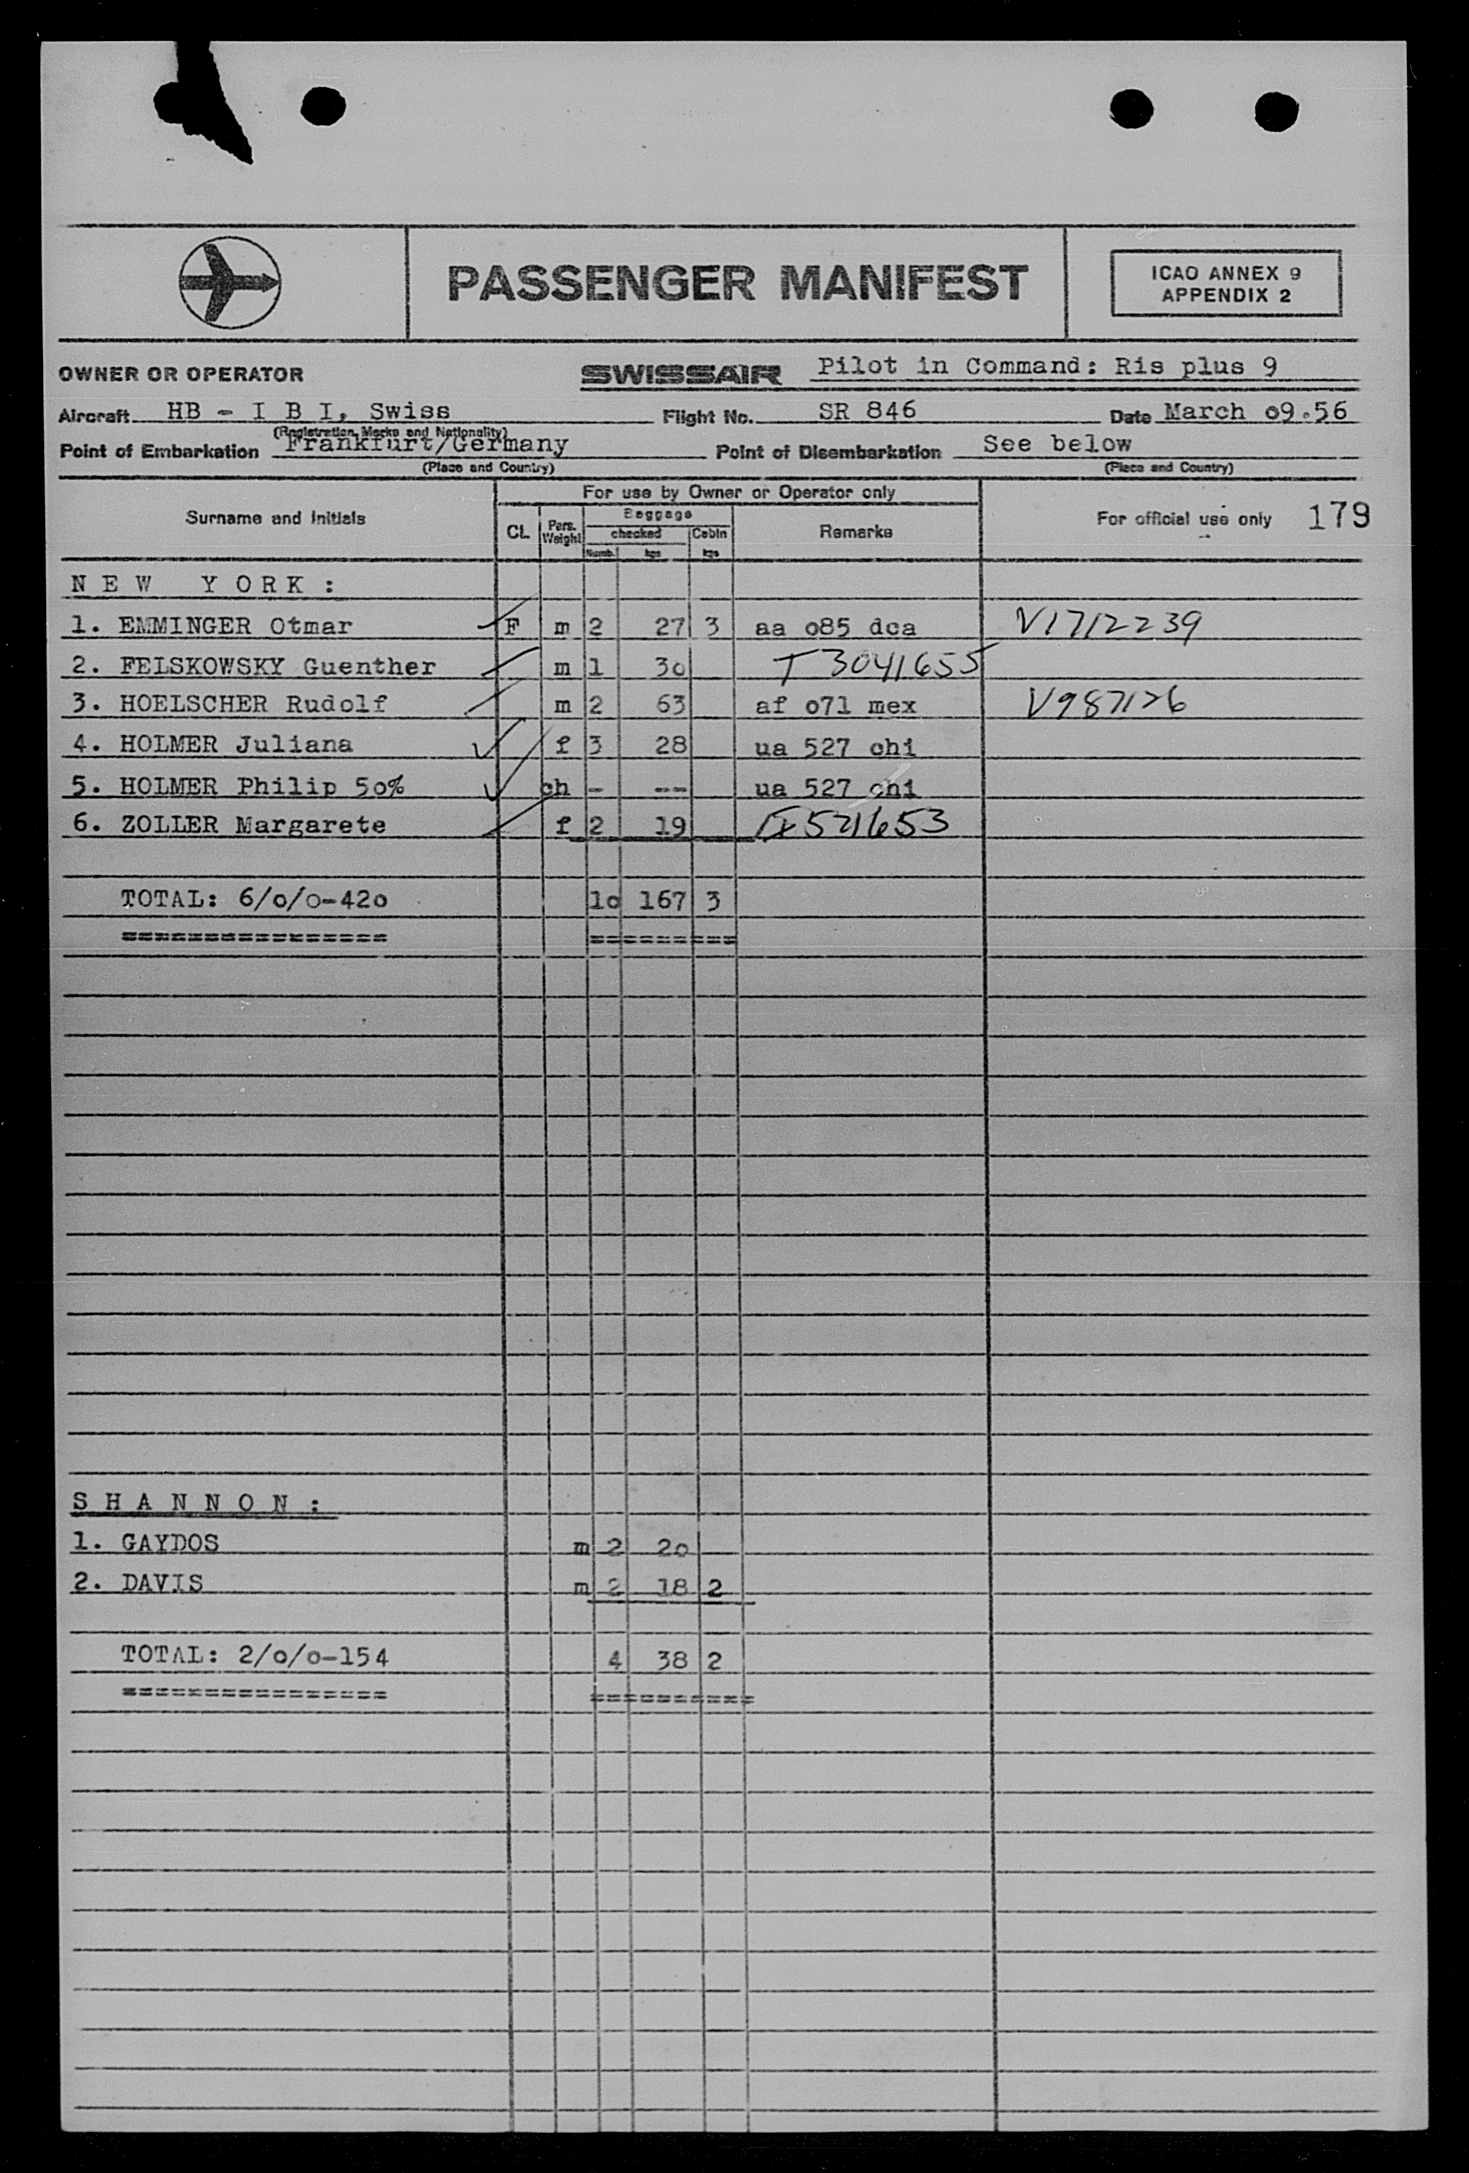 PASSENGER MANIFEST
ICAO ANNEX 9
APPENDIX 2
OWNER OR OPERATOR SWISSAIR Pilot in Command: Ris plus 9
Aircraft HB - I B I, Swiss Flight No. SR 846 Date March o9.56
(Registration, Marks and Nationality)
Point of Embarkation Frankfurt/Germany Point of Disembarkation See below
(Place and Country) (Place and Country)
For use by Owner or Operator only
Surname and Initials CL. Pers. Weight Baggage Remarks For official use only 179
checked Cabin
Numb. kgs kgs
N E W Y O R K :
1. EMMINGER Otmar F m 2 27 3 aa o85 dca V1712239
2. FELSKOWSKY Guenther m 1 3o T 3041655
3. HOELSCHER Rudolf m 2 63 af o71 mex V987126
4. HOLMER Juliana f 3 28 ua 527 chi
5. HOLMER Philip 5o% ch - --- ua 527 chi
6. ZOLLER Margarete f 2 19 521653
TOTAL: 6/o/o-42o 1o 167 3
================ =========
S H A N N O N :
1. GAYDOS m 2 2o
2. DAVIS m 2 18 2
TOTAL: 2/o/o-154 4 38 2
================ ==========